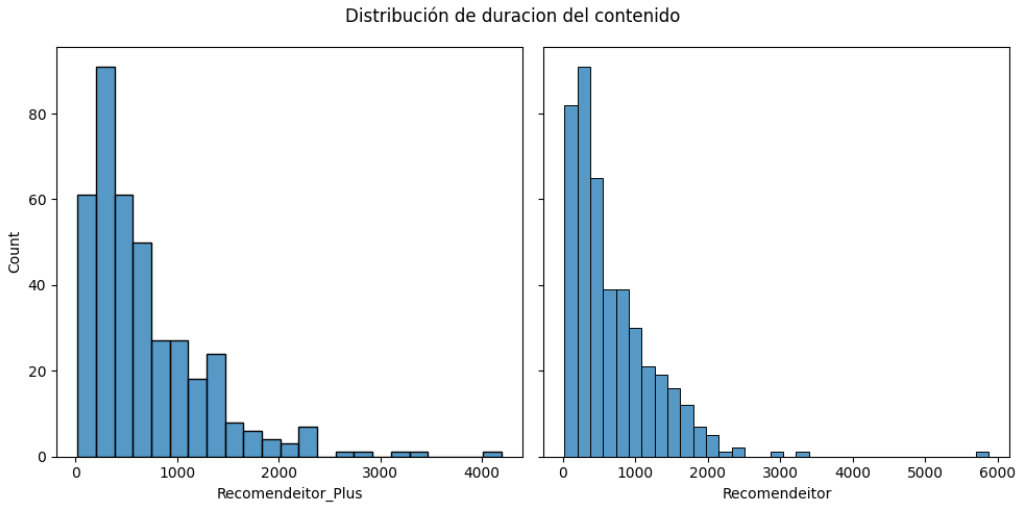 Distribución de duracion del contenido
Count
80
60
40
20
0
0 1000 2000 3000 4000
Recomendeitor_Plus
0 1000 2000 3000 4000 5000 6000
Recomendeitor